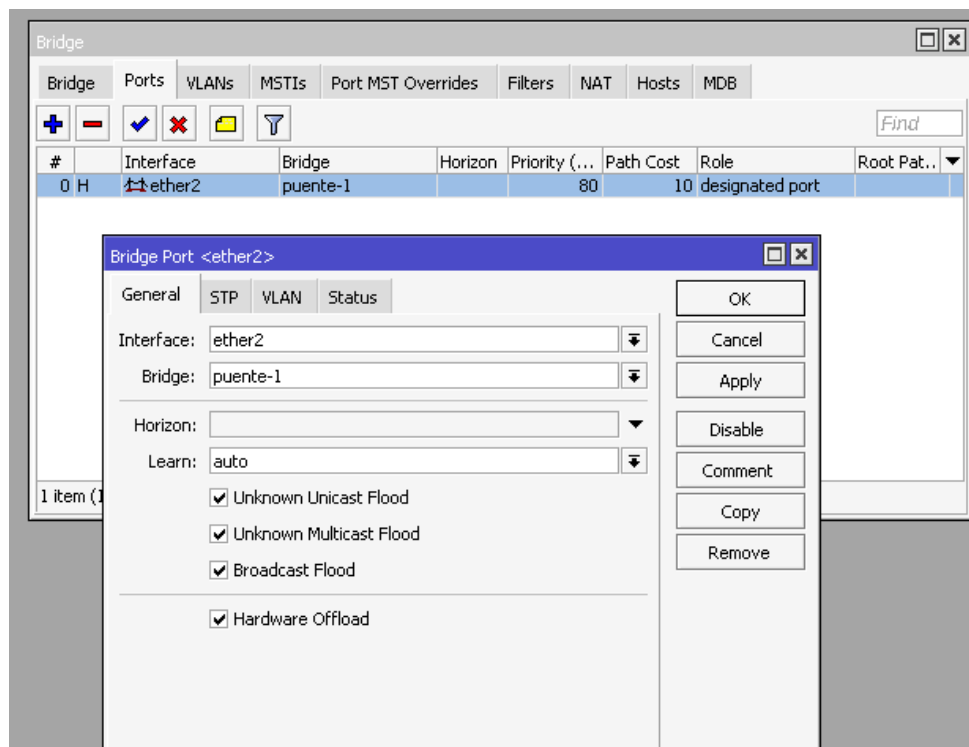 Bridge
Bridge Ports VLANs MSTIs Port MST Overrides Filters NAT Hosts MDB
Find
# Interface Bridge Horizon Priority (... Path Cost Role Root Pat...
0 H ether2 puente-1 80 10 designated port
Bridge Port <ether2>
General STP VLAN Status
OK
Interface: ether2
Cancel
Bridge: puente-1
Apply
Horizon:
Disable
Learn: auto
Comment
1 item (1
Unknown Unicast Flood
Copy
Unknown Multicast Flood
Remove
Broadcast Flood
Hardware Offload